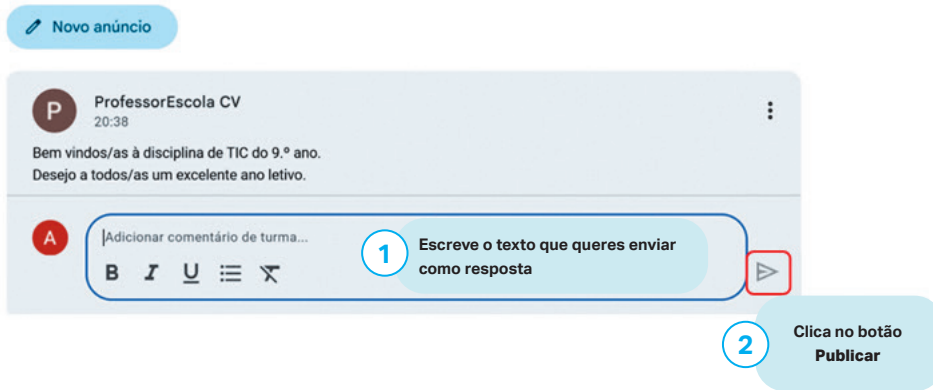 Novo anúncio
P
ProfessorEscola CV
20:38
Bem vindos/as à disciplina de TIC do 9.º ano.
Desejo a todos/as um excelente ano letivo.
A
Adicionar comentário de turma...
B I U
1
Escreve o texto que queres enviar
como resposta
2
Clica no botão
Publicar